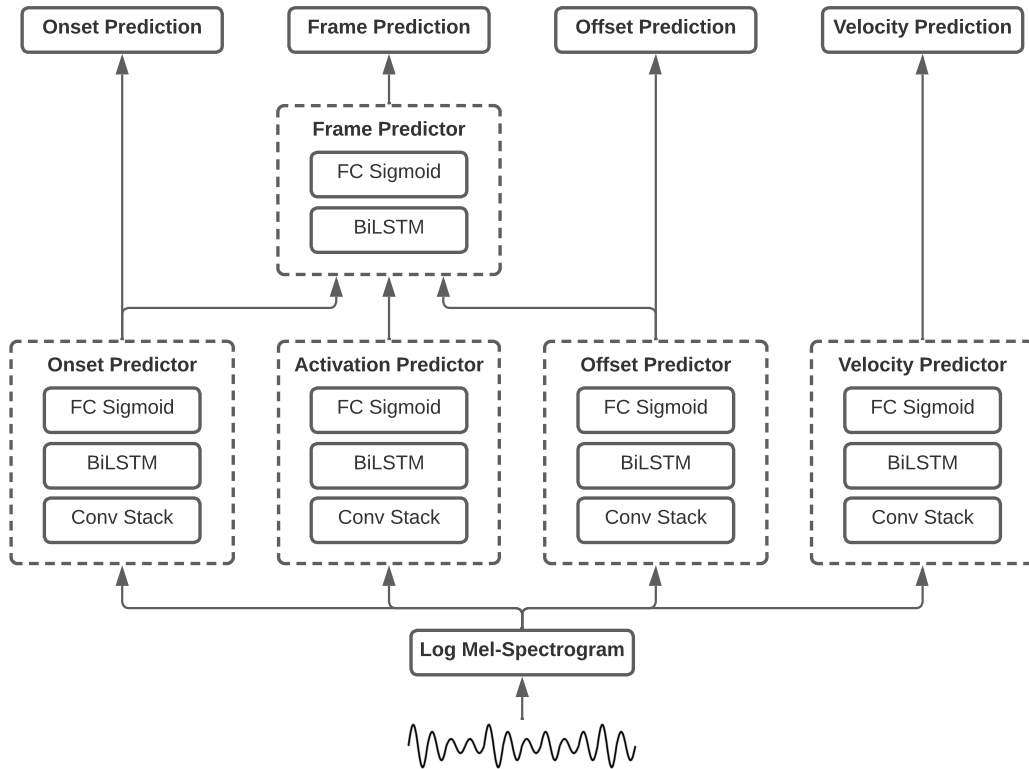 Onset Prediction
Frame Prediction
Offset Prediction
Velocity Prediction
Frame Predictor
FC Sigmoid
BiLSTM
Onset Predictor
FC Sigmoid
BiLSTM
Conv Stack
Activation Predictor
FC Sigmoid
BiLSTM
Conv Stack
Offset Predictor
FC Sigmoid
BiLSTM
Conv Stack
Velocity Predictor
FC Sigmoid
BiLSTM
Conv Stack
Log Mel-Spectrogram